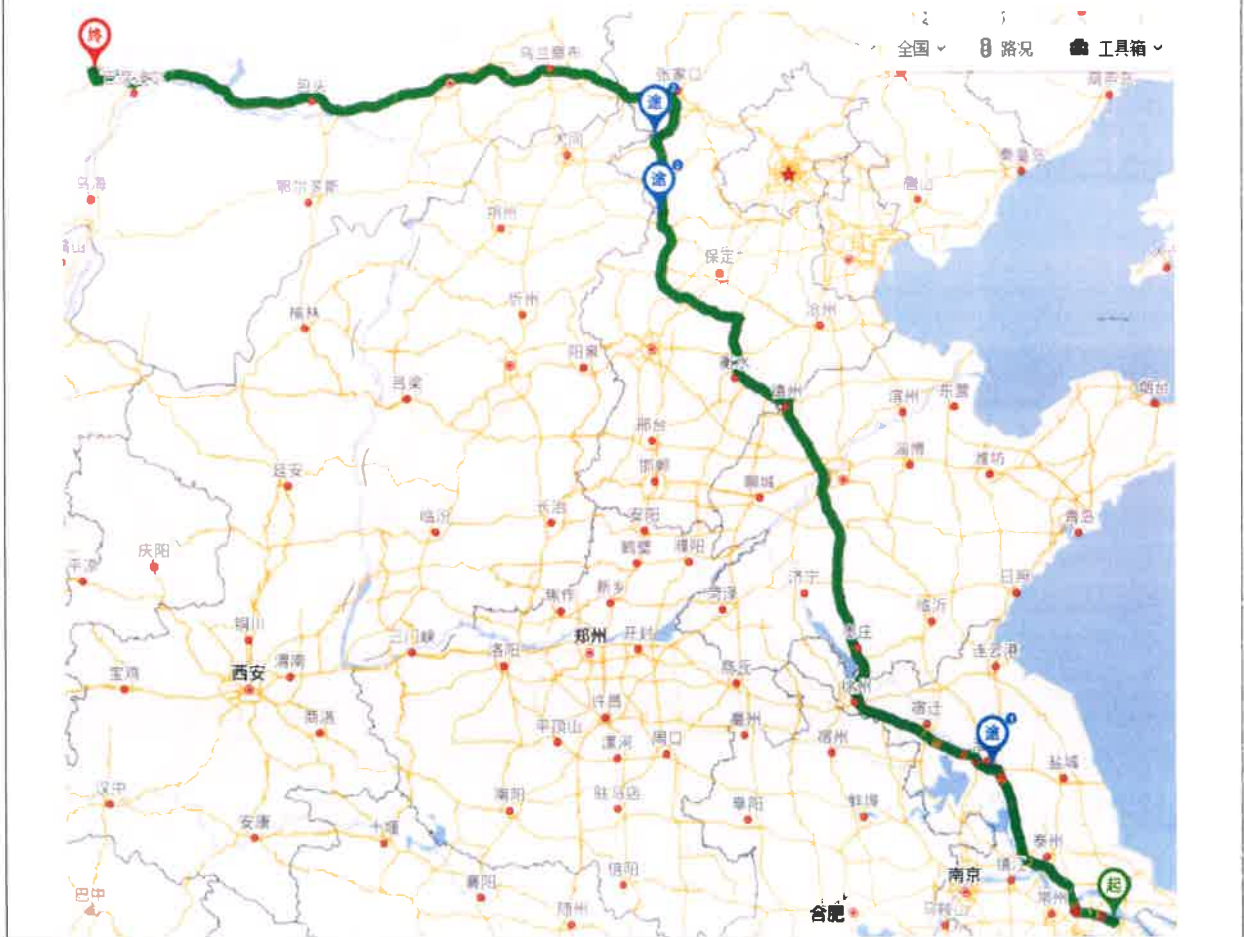 终
全国
路况
工具箱
乌兰察布
张家口
包头
途
大同
途
秦皇岛
唐山
乌海
鄂尔多斯
朔州
保定
忻州
沧州
榆林
阳泉
衡水
吕梁
德州
滨州
东营
烟台
邢台
淄博
潍坊
邯郸
延安
聊城
长治
临汾
安阳
青岛
鹤壁
濮阳
庆阳
平凉
济宁
日照
焦作
新乡
菏泽
临沂
铜川
三门峡
郑州
开封
枣庄
洛阳
连云港
宝鸡
西安
渭南
商丘
徐州
宿迁
商洛
许昌
亳州
平顶山
漯河
周口
宿州
途
盐城
汉中
南阳
驻马店
阜阳
蚌埠
安康
十堰
泰州
信阳
南京
镇江
起
巴中
襄阳
常州
随州
合肥
马鞍山